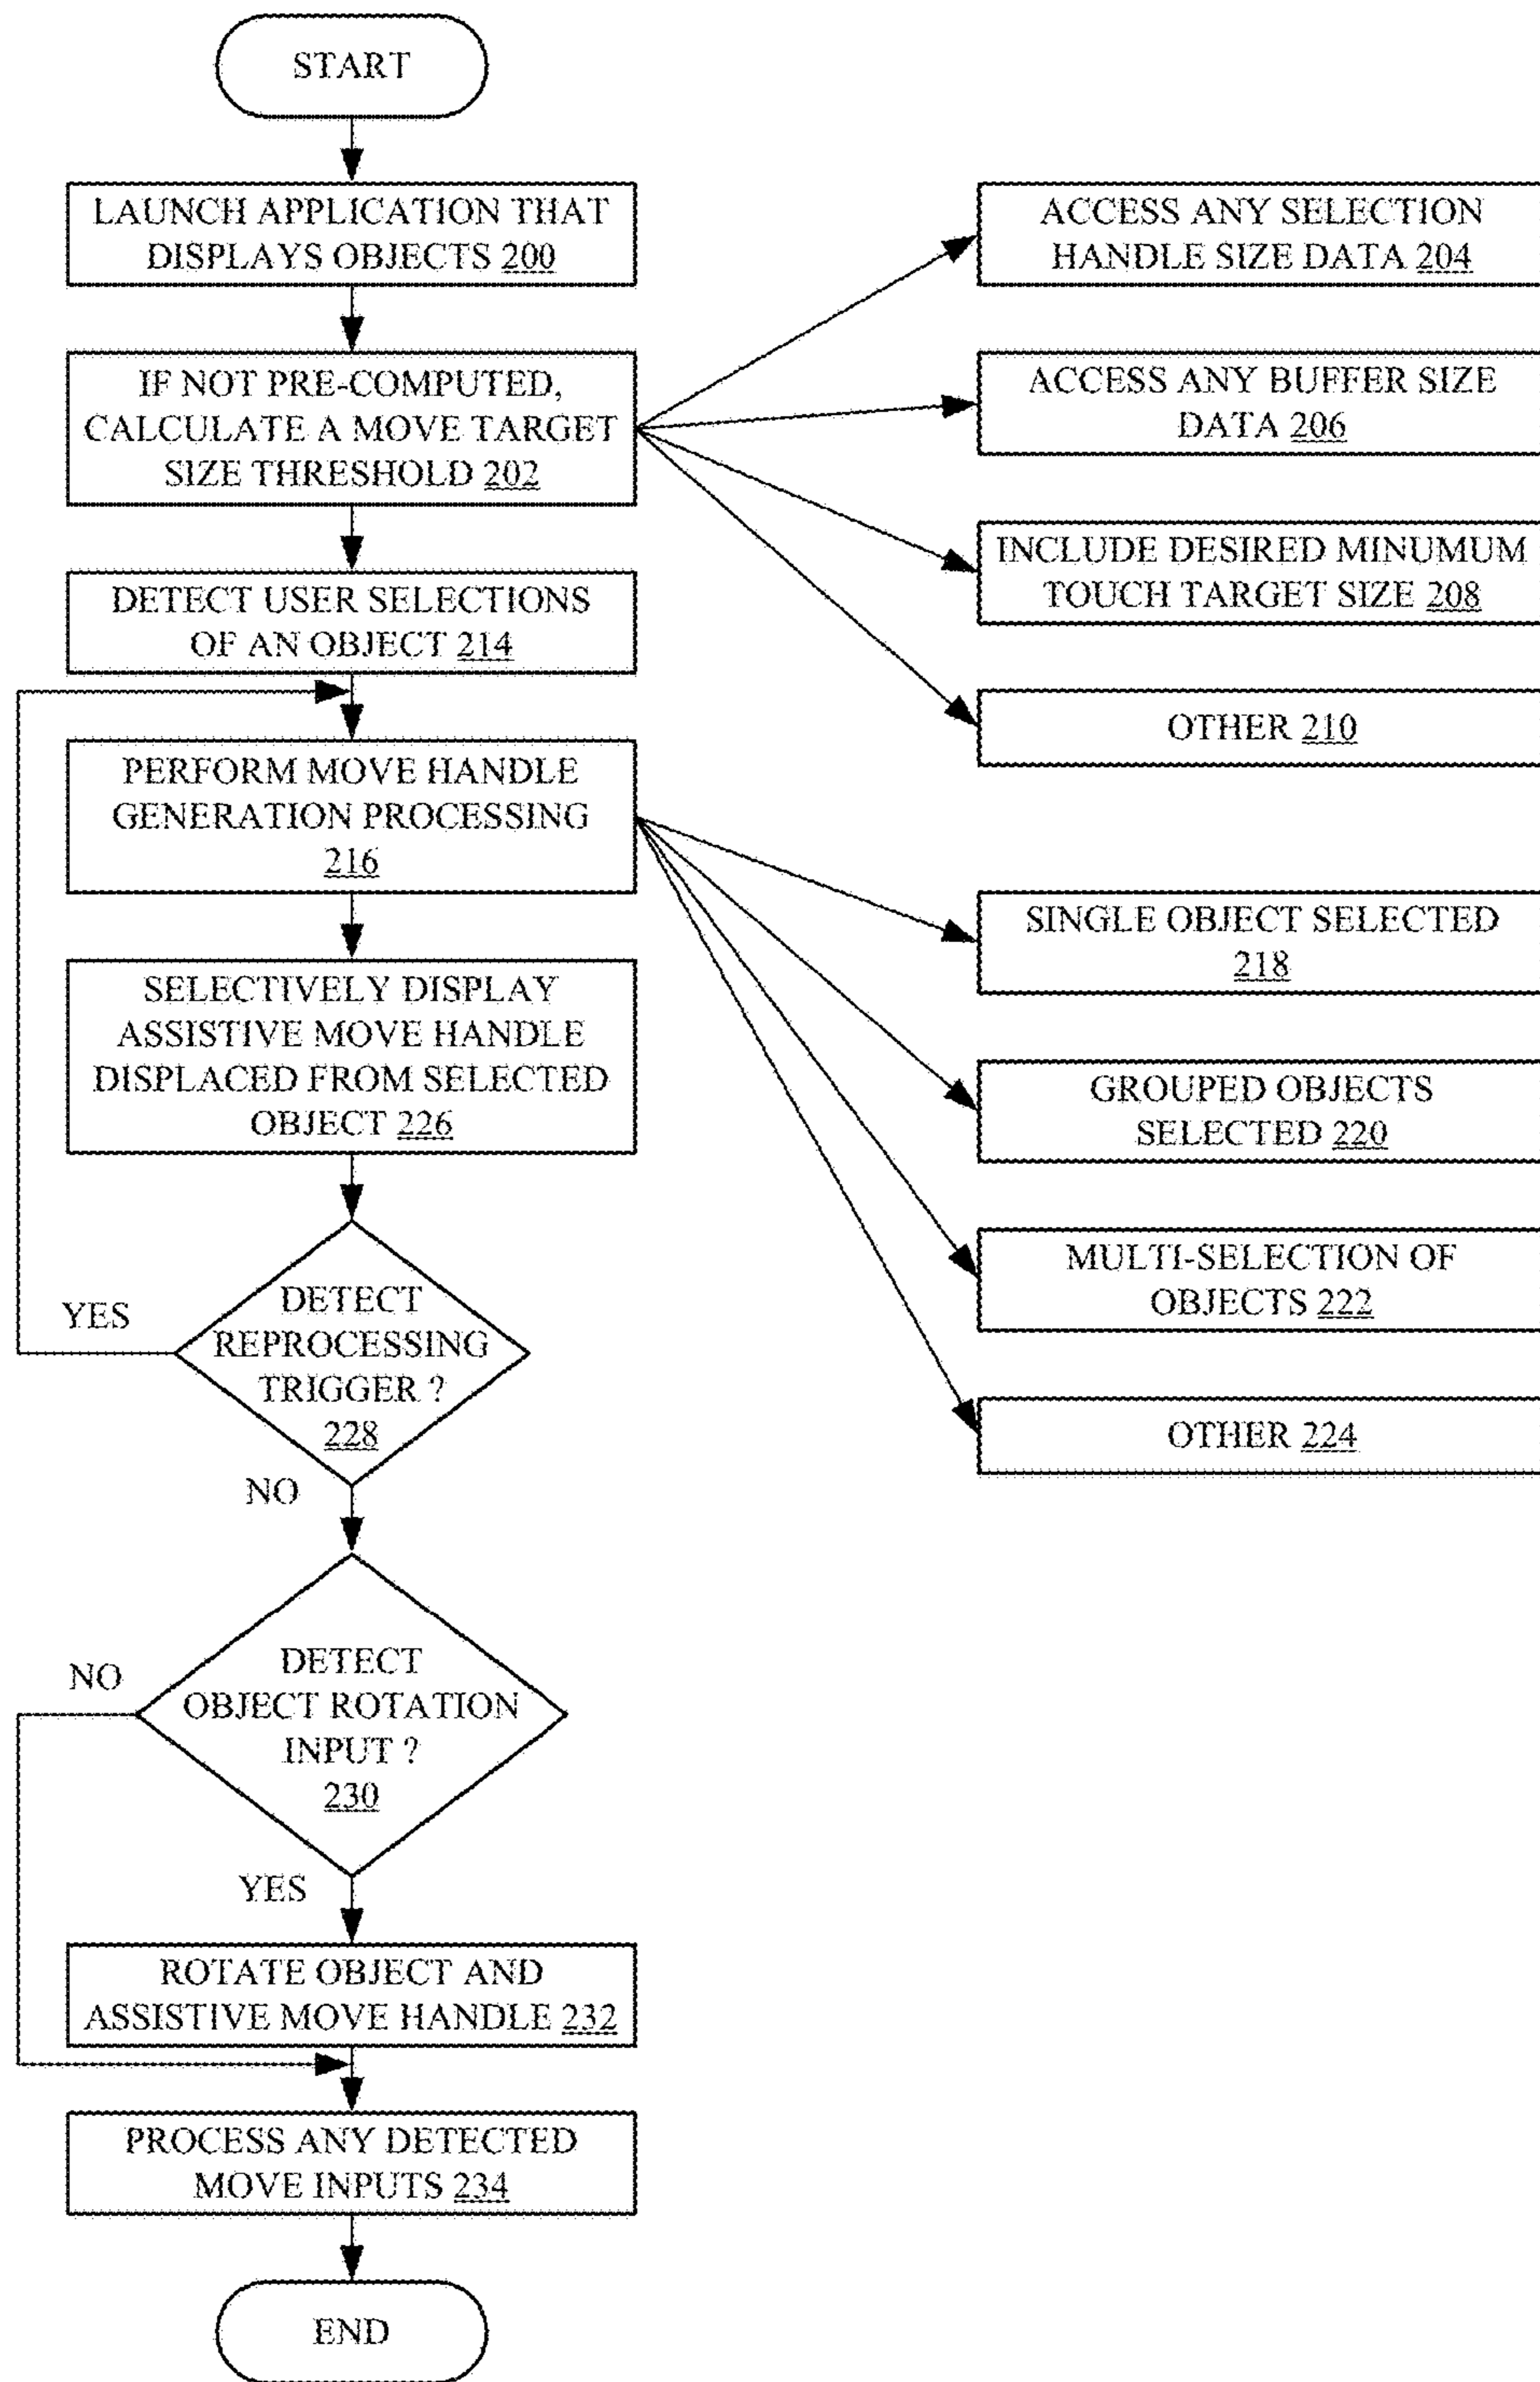 START
LAUNCH APPLICATION THAT
DISPLAYS OBJECTS 200
IF NOT PRE-COMPUTED,
CALCULATE A MOVE TARGET
SIZE THRESHOLD 202
ACCESS ANY SELECTION
HANDLE SIZE DATA 204
ACCESS ANY BUFFER SIZE
DATA 206
INCLUDE DESIRED MINUMUM
TOUCH TARGET SIZE 208
OTHER 210
DETECT USER SELECTIONS
OF AN OBJECT 214
PERFORM MOVE HANDLE
GENERATION PROCESSING
216
SINGLE OBJECT SELECTED
218
GROUPED OBJECTS
SELECTED 220
MULTI-SELECTION OF
OBJECTS 222
OTHER 224
SELECTIVELY DISPLAY
ASSISTIVE MOVE HANDLE
DISPLACED FROM SELECTED
OBJECT 226
YES
DETECT
REPROCESSING
TRIGGER ?
228
NO
NO
DETECT
OBJECT ROTATION
INPUT ?
230
YES
ROTATE OBJECT AND
ASSISTIVE MOVE HANDLE 232
PROCESS ANY DETECTED
MOVE INPUTS 234
END